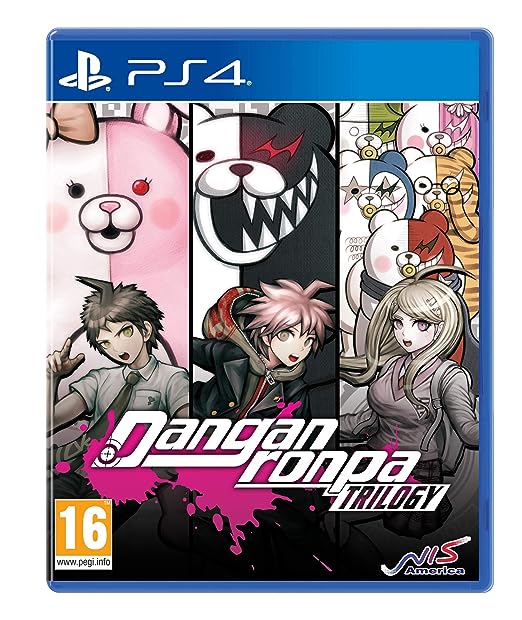 PS4
Dangan
ronpa
TRILOGY
16
www.pegi.info
NIS
America